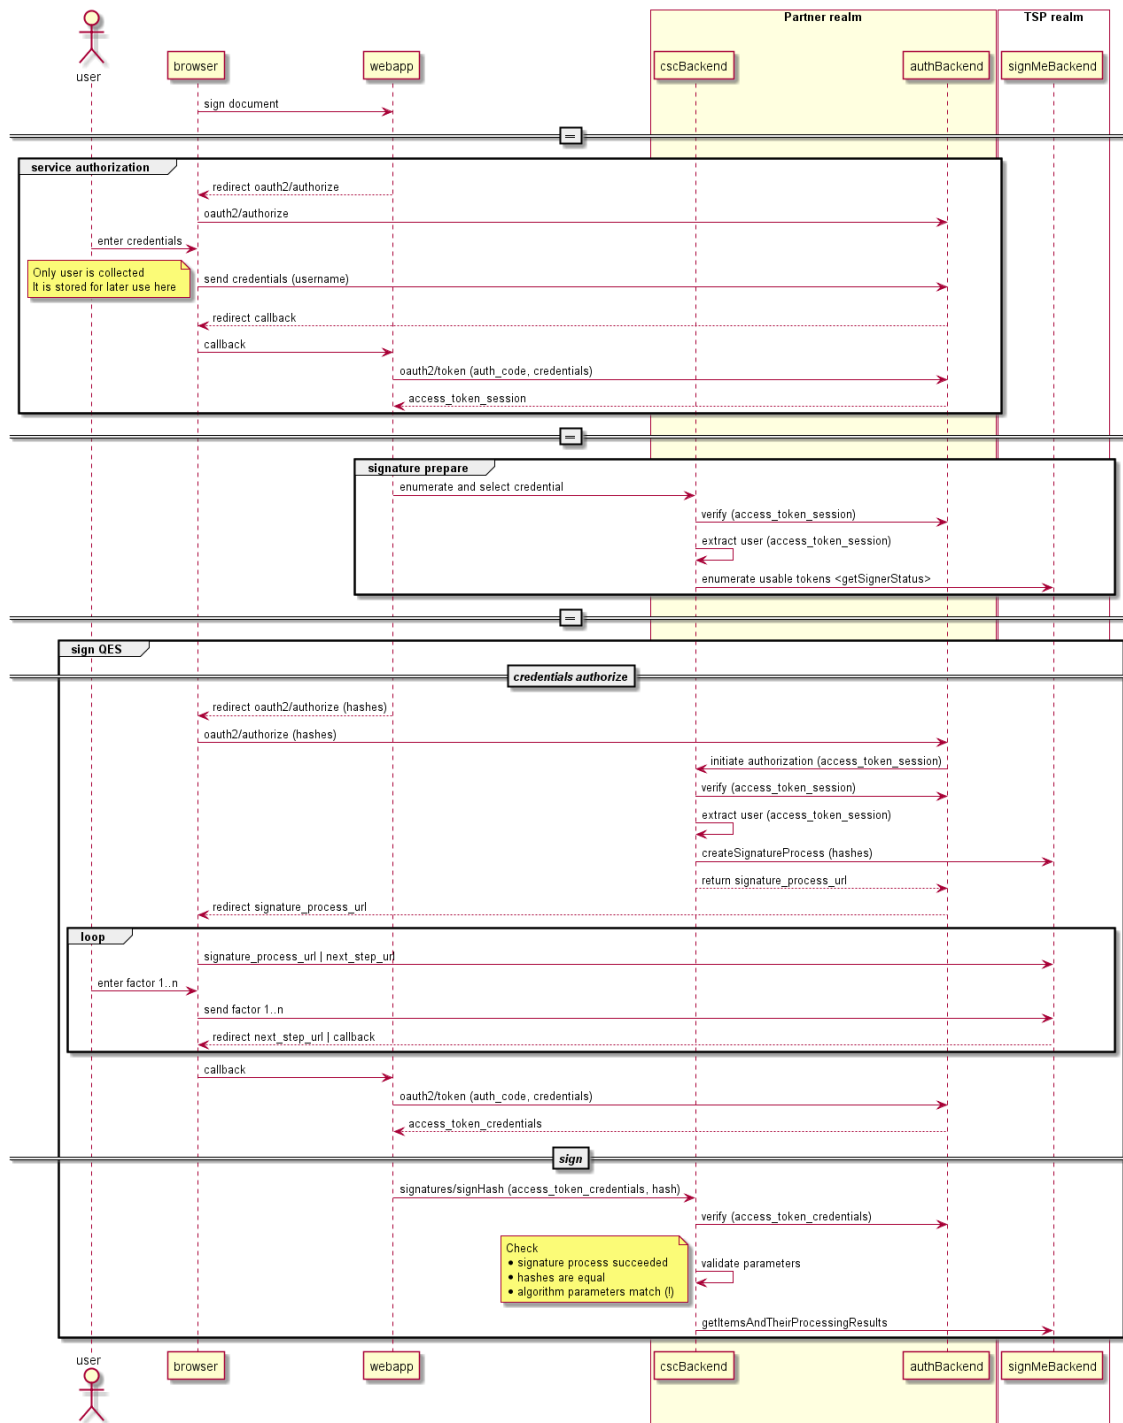 Partner realm
TSP realm
user
browser
webapp
cscBackend
authBackend
signMeBackend
sign document
=
service authorization
redirect oauth2/authorize
oauth2/authorize
enter credentials
Only user is collected
It is stored for later use here
send credentials (username)
redirect callback
callback
oauth2/token (auth_code, credentials)
access_token_session
=
signature prepare
enumerate and select credential
verify (access_token_session)
extract user (access_token_session)
enumerate usable tokens <getSignerStatus>
=
sign QES
credentials authorize
redirect oauth2/authorize (hashes)
oauth2/authorize (hashes)
initiate authorization (access_token_session)
verify (access_token_session)
extract user (access_token_session)
createSignatureProcess (hashes)
return signature_process_url
redirect signature_process_url
loop
signature_process_url | next_step_url
enter factor 1..n
send factor 1..n
redirect next_step_url | callback
callback
oauth2/token (auth_code, credentials)
access_token_credentials
sign
signatures/signHash (access_token_credentials, hash)
verify (access_token_credentials)
Check
• signature process succeeded
• hashes are equal
• algorithm parameters match (!)
validate parameters
getItemsAndTheirProcessingResults
user
browser
webapp
cscBackend
authBackend
signMeBackend